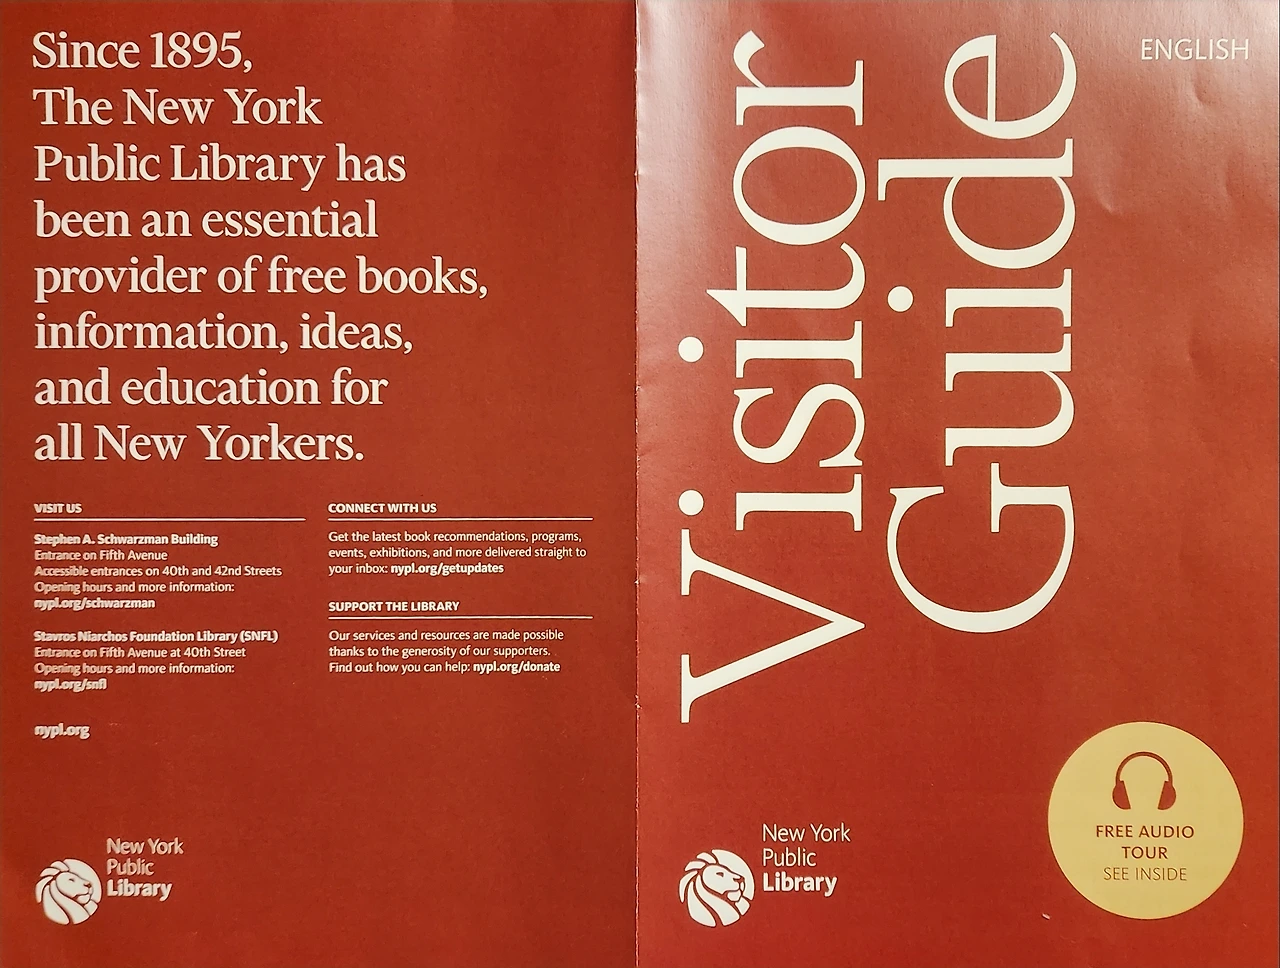 Since 1895,
The New York
Public Library has
been an essential
provider of free books,
information, ideas,
and education for
all New Yorkers.
VISIT US
Stephen A. Schwarzman Building
Entrance on Fifth Avenue
Accessible entrances on 40th and 42nd Streets
Opening hours and more information:
nypl.org/schwarzman
Stavros Niarchos Foundation Library (SNFL)
Entrance on Fifth Avenue at 40th Street
Opening hours and more information:
nypl.org/snfl
nypl.org
CONNECT WITH US
Get the latest book recommendations, programs,
events, exhibitions, and more delivered straight to
your inbox: nypl.org/getupdates
SUPPORT THE LIBRARY
Our services and resources are made possible
thanks to the generosity of our supporters.
Find out how you can help: nypl.org/donate
New York
Public
Library
ENGLISH
Visitor
Guide
New York
Public
Library
FREE AUDIO
TOUR
SEE INSIDE